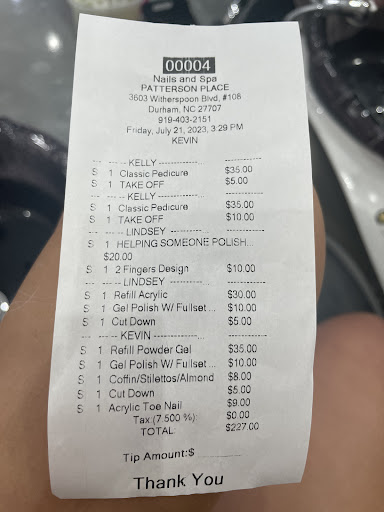 00004
Nails and Spa
PATTERSON PLACE
3603 Witherspoon Blvd, #108
Durham, NC 27707
919-403-2151
Friday, July 21, 2023, 3:29 PM
KEVIN
-- --- -- -- KELLY ------------... ------------...
S 1 Classic Pedicure $35.00
S 1 TAKE OFF $5.00
-- --- -- -- KELLY ------------... ------------...
S 1 Classic Pedicure $35.00
S 1 TAKE OFF $10.00
-- --- -- -- LINDSEY ------------... ------------...
S 1 HELPING SOMEONE POLISH...
$20.00
S 1 2 Fingers Design $10.00
-- --- -- -- LINDSEY ------------... ------------...
S 1 Refill Acrylic $30.00
S 1 Gel Polish W/ Fullset ... $10.00
S 1 Cut Down $5.00
-- --- -- -- KEVIN ------------... ------------...
S 1 Refill Powder Gel $35.00
S 1 Gel Polish W/ Fullset ... $10.00
S 1 Coffin/Stilettos/Almond $8.00
S 1 Cut Down $5.00
S 1 Acrylic Toe Nail $9.00
Tax:(7.500 %): $0.00
TOTAL: $227.00
Tip Amount:$
Thank You